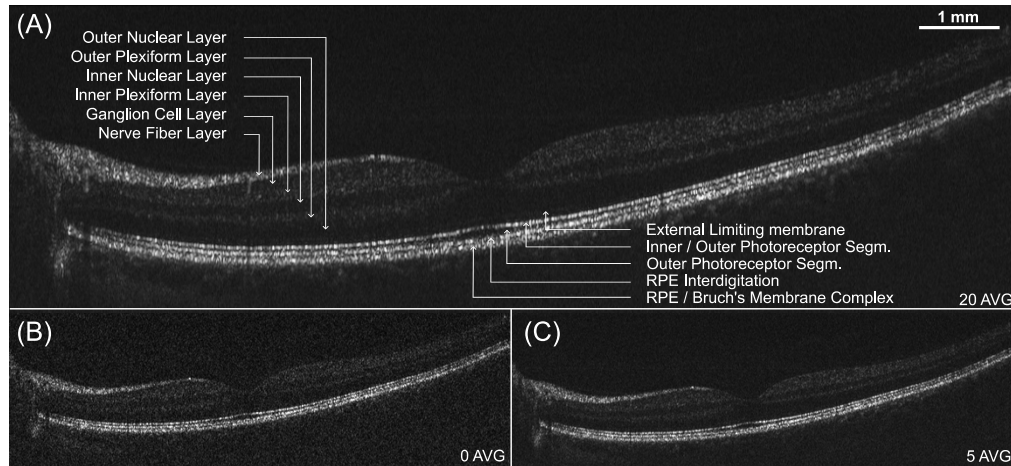 (A)
1 mm
Outer Nuclear Layer
Outer Plexiform Layer
Inner Nuclear Layer
Inner Plexiform Layer
Ganglion Cell Layer
Nerve Fiber Layer
External Limiting membrane
Inner / Outer Photoreceptor Segm.
Outer Photoreceptor Segm.
RPE Interdigitation
RPE / Bruch's Membrane Complex
20 AVG
(B)
0 AVG
(C)
5 AVG